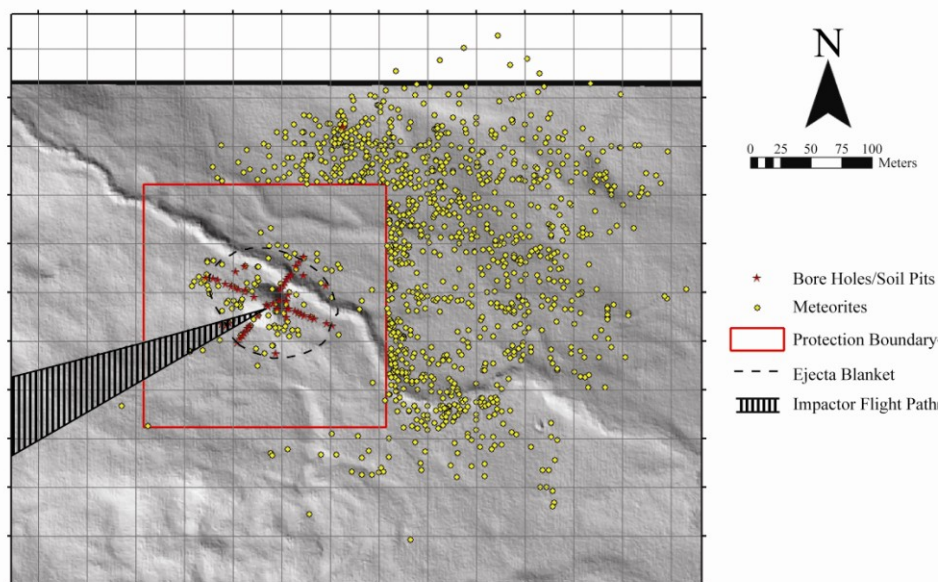 N
0 25 50 75 100
Meters
Bore Holes/Soil Pits
Meteorites
Protection Boundary
Ejecta Blanket
Impactor Flight Path